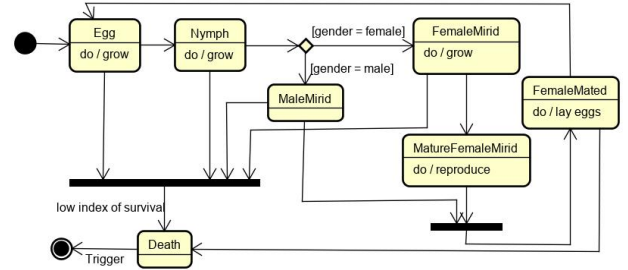 Egg
do / grow
Nymph
do / grow
[gender = female]
[gender = male]
FemaleMirid
do / grow
MaleMirid
FemaleMated
do / lay eggs
MatureFemaleMirid
do / reproduce
low index of survival
Death
Trigger